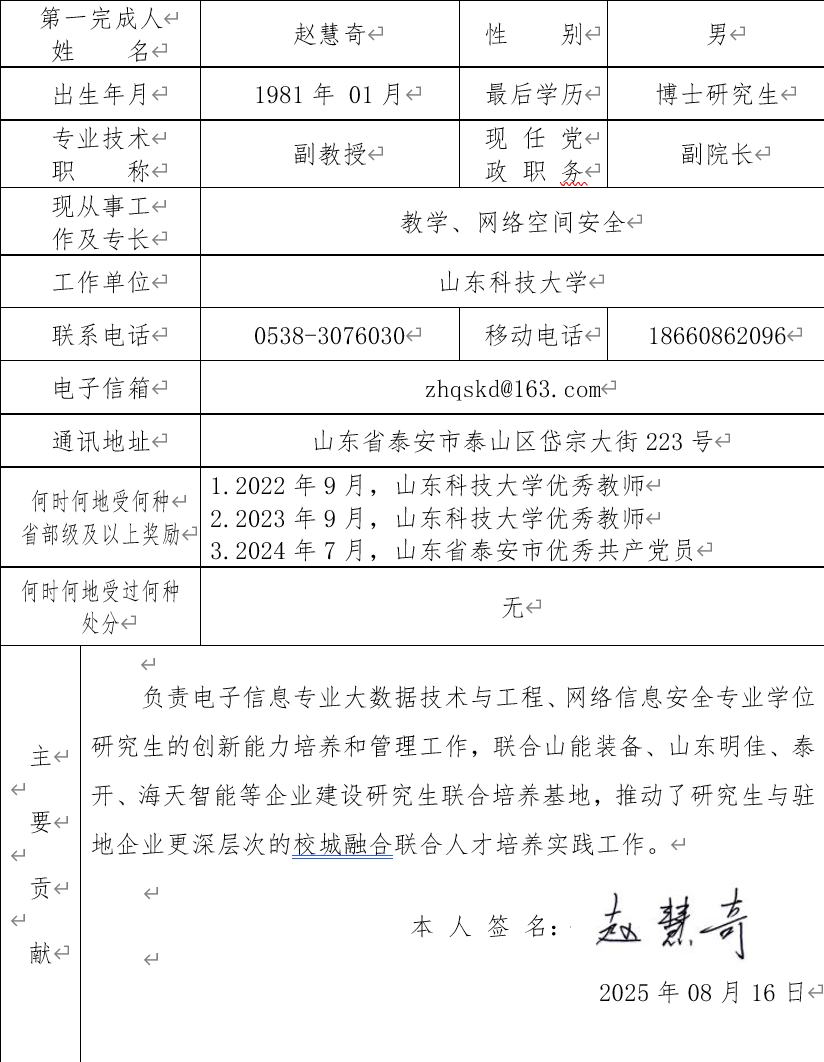 第一完成人
姓 名
赵慧奇
性 别
男
出生年月
1981 年 01 月
最后学历
博士研究生
专业技术
职 称
副教授
现 任 党
政 职 务
副院长
现从事工
作及专长
教学、网络空间安全
工作单位
山东科技大学
联系电话
0538-3076030
移动电话
18660862096
电子信箱
zhqskd@163.com
通讯地址
山东省泰安市泰山区岱宗大街 223 号
何时何地受何种
省部级及以上奖励
1.2022 年 9 月，山东科技大学优秀教师
2.2023 年 9 月，山东科技大学优秀教师
3.2024 年 7 月，山东省泰安市优秀共产党员
何时何地受过何种
处分
无
主
要
贡
献
负责电子信息专业大数据技术与工程、网络信息安全专业学位
研究生的创新能力培养和管理工作，联合山能装备、山东明佳、泰
开、海天智能等企业建设研究生联合培养基地，推动了研究生与驻
地企业更深层次的校城融合联合人才培养实践工作。
本 人 签 名：
赵慧奇
2025 年 08 月 16 日